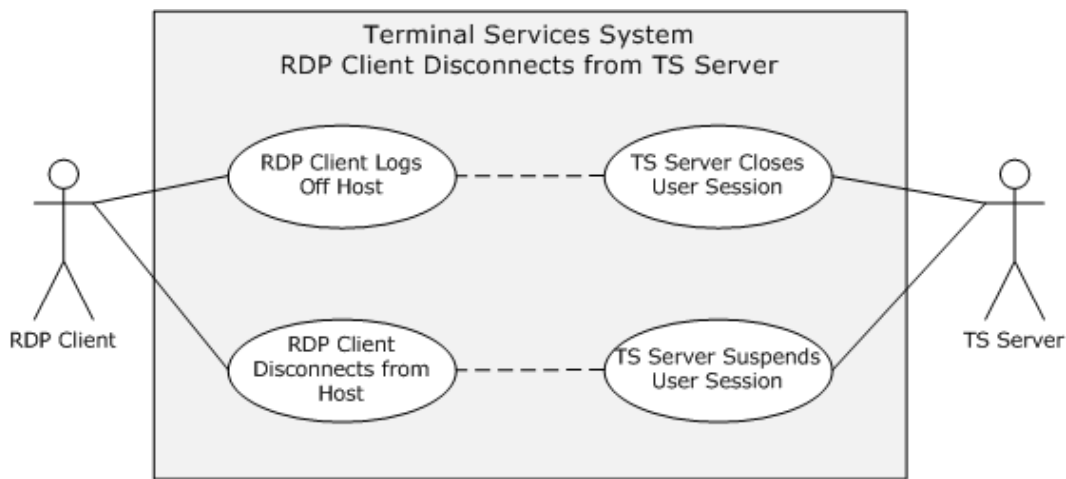 Terminal Services System
RDP Client Disconnects from TS Server
RDP Client Logs
Off Host
TS Server Closes
User Session
RDP Client
TS Server
RDP Client
Disconnects from
Host
TS Server Suspends
User Session